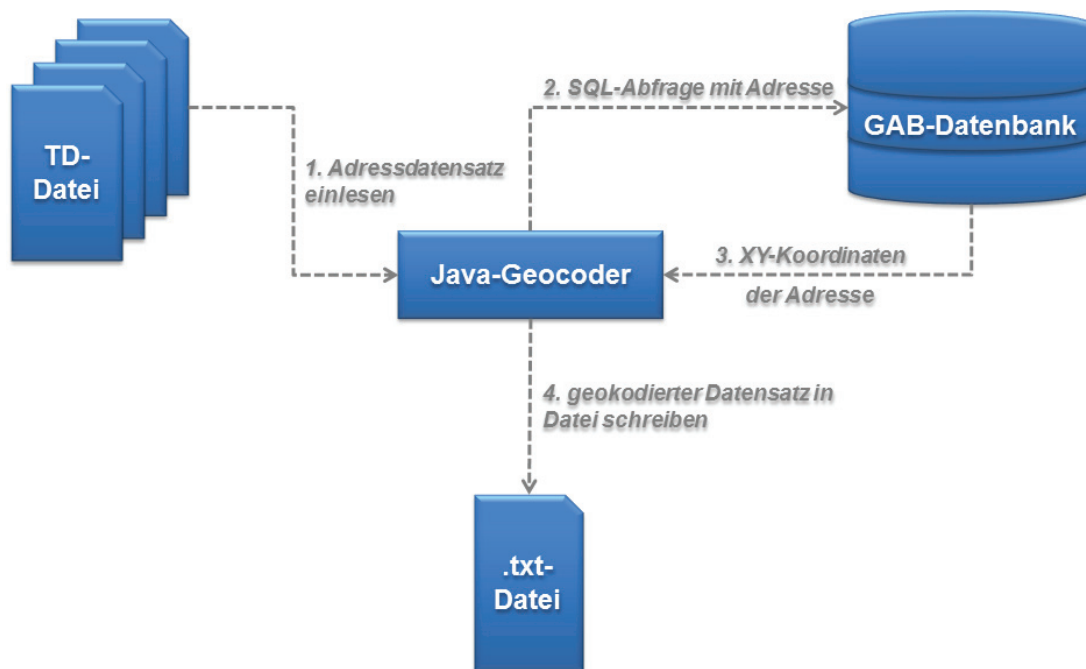 TD-
Datei
1. Adressdatensatz
einlesen
2. SQL-Abfrage mit Adresse
GAB-Datenbank
Java-Geocoder
3. XY-Koordinaten
der Adresse
4. geokodierter Datensatz in
Datei schreiben
.txt-
Datei